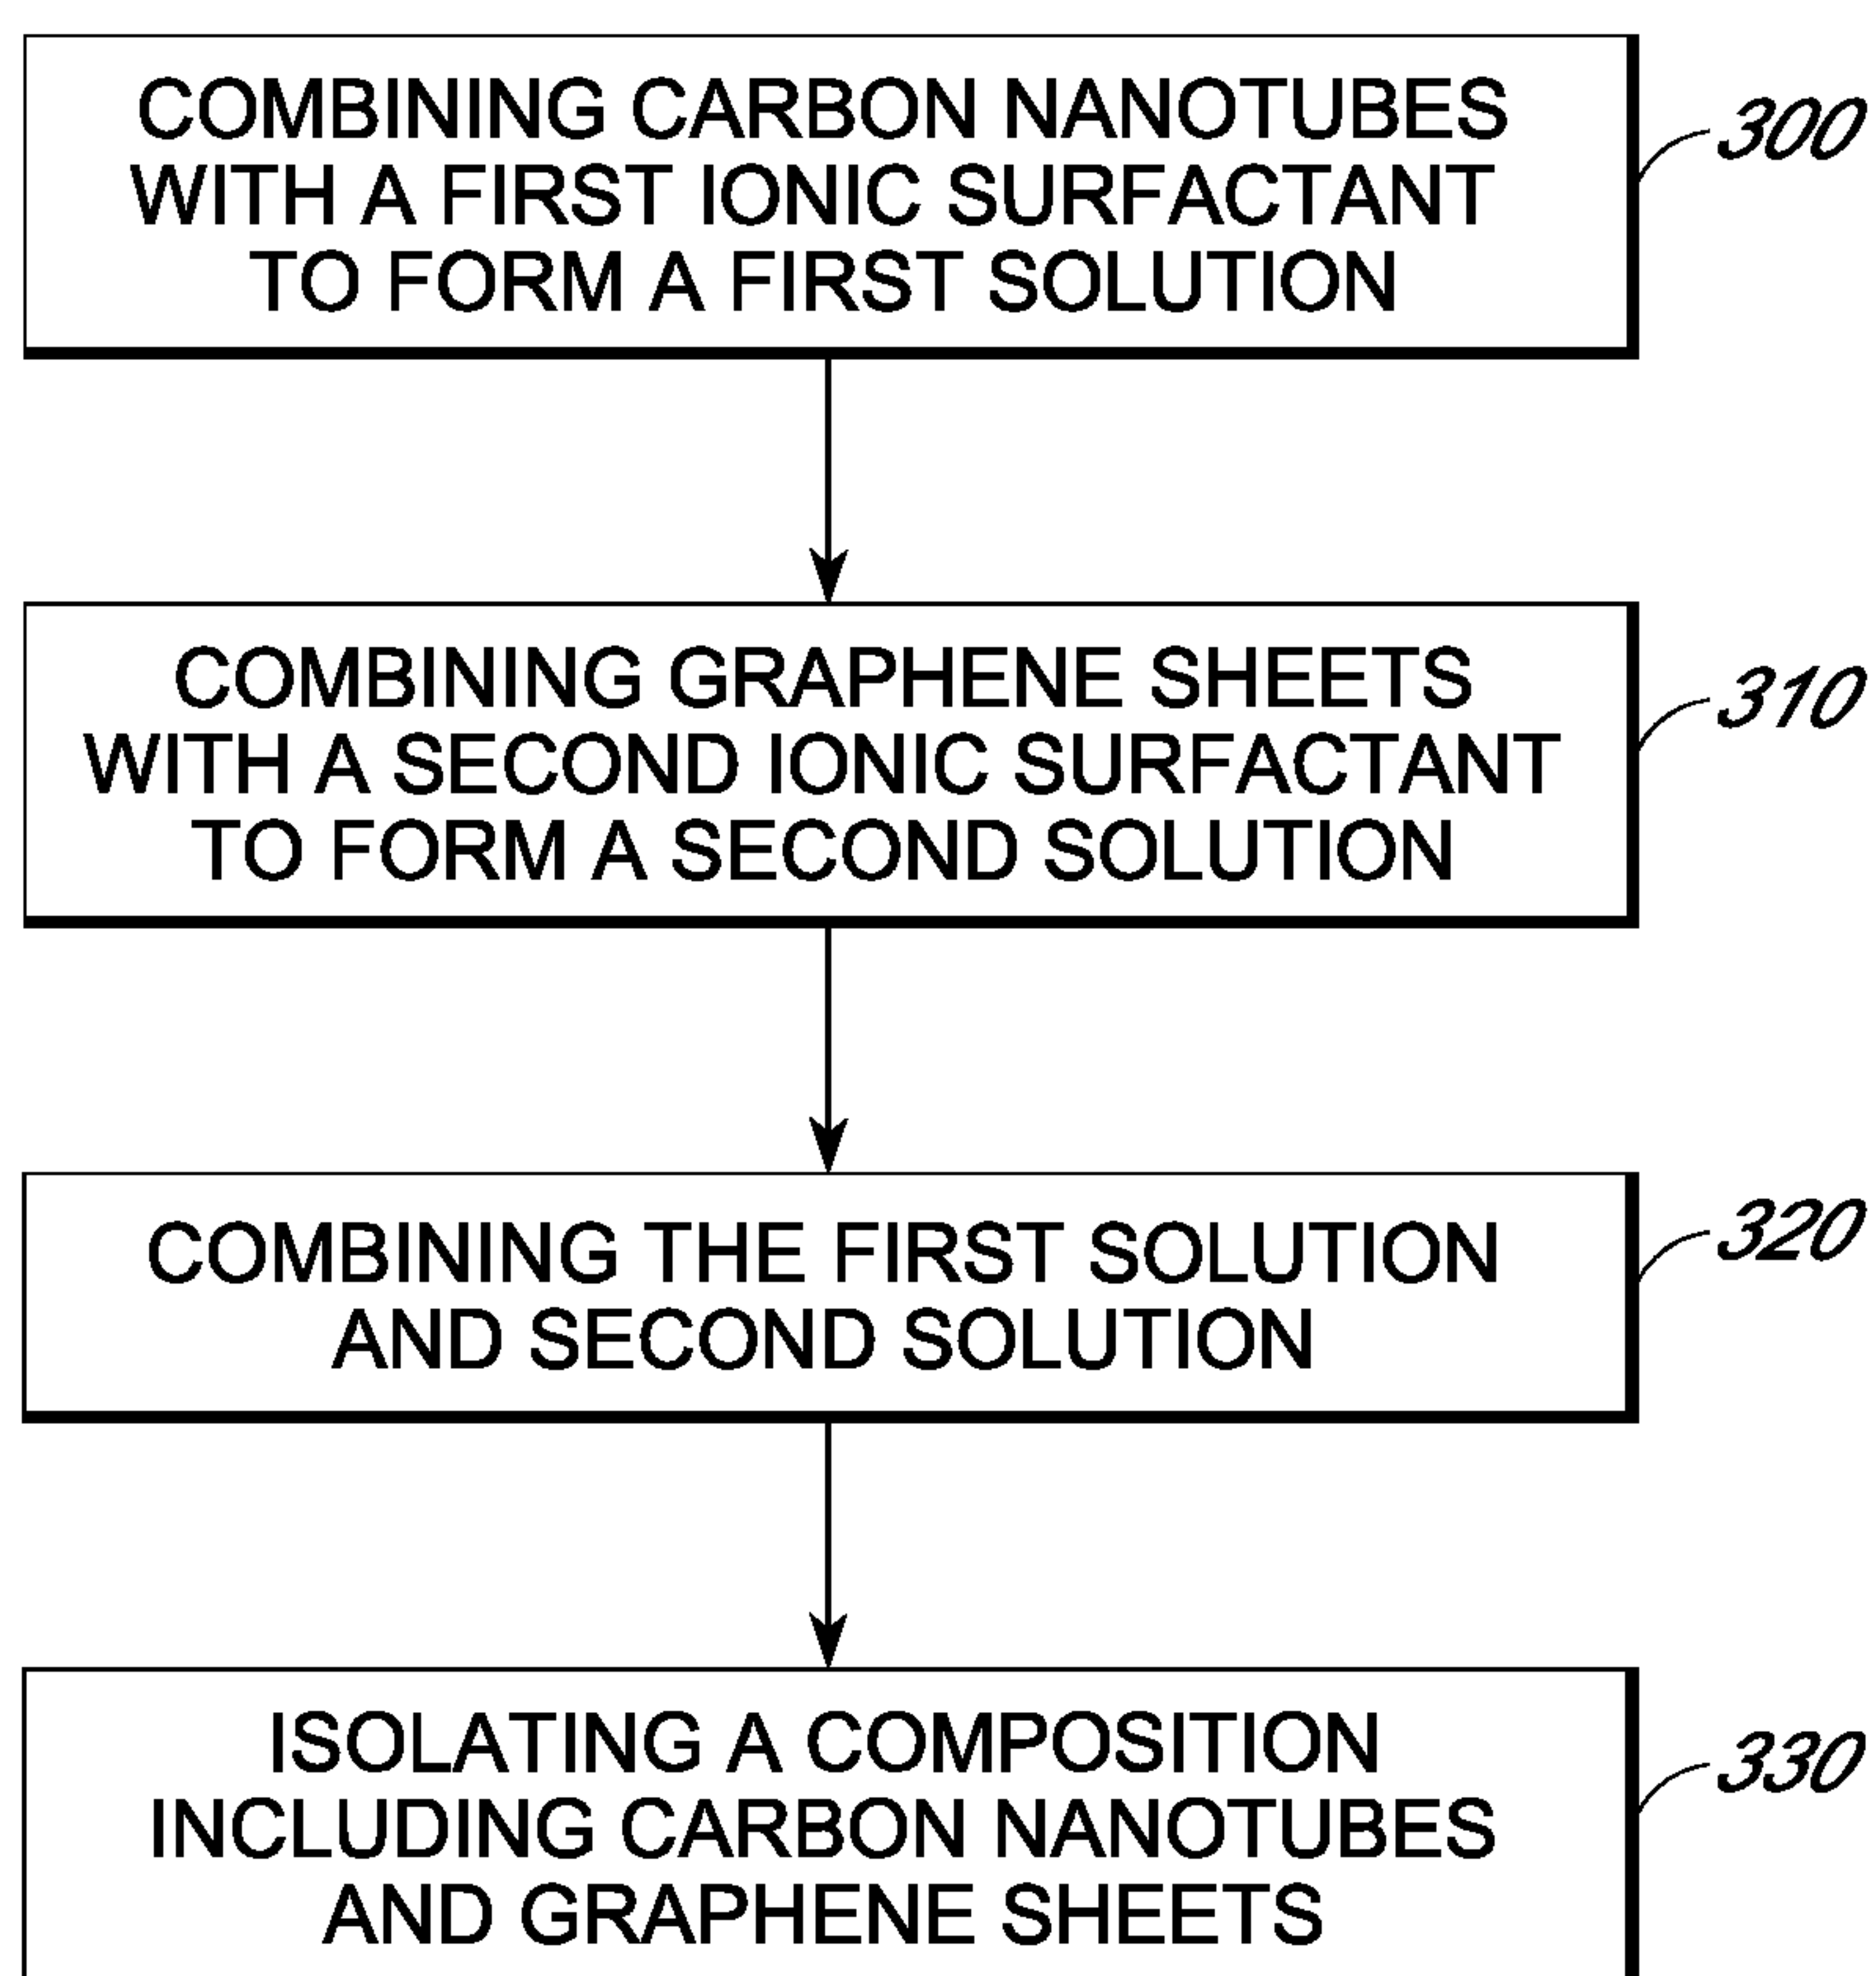 COMBINING CARBON NANOTUBES
WITH A FIRST IONIC SURFACTANT
TO FORM A FIRST SOLUTION
300
COMBINING GRAPHENE SHEETS
WITH A SECOND IONIC SURFACTANT
TO FORM A SECOND SOLUTION
310
COMBINING THE FIRST SOLUTION
AND SECOND SOLUTION
320
ISOLATING A COMPOSITION
INCLUDING CARBON NANOTUBES
AND GRAPHENE SHEETS
330